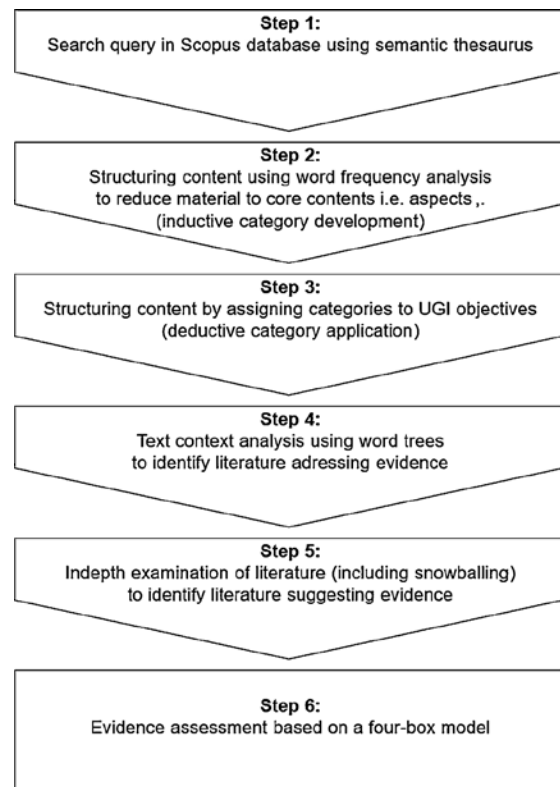 Step 1:
Search query in Scopus database using semantic thesaurus
Step 2:
Structuring content using word frequency analysis
to reduce material to core contents i.e. aspects ,.
(inductive category development)
Step 3:
Structuring content by assigning categories to UGI objectives
(deductive category application)
Step 4:
Text context analysis using word trees
to identify literature adressing evidence
Step 5:
Indepth examination of literature (including snowballing)
to identify literature suggesting evidence
Step 6:
Evidence assessment based on a four-box model